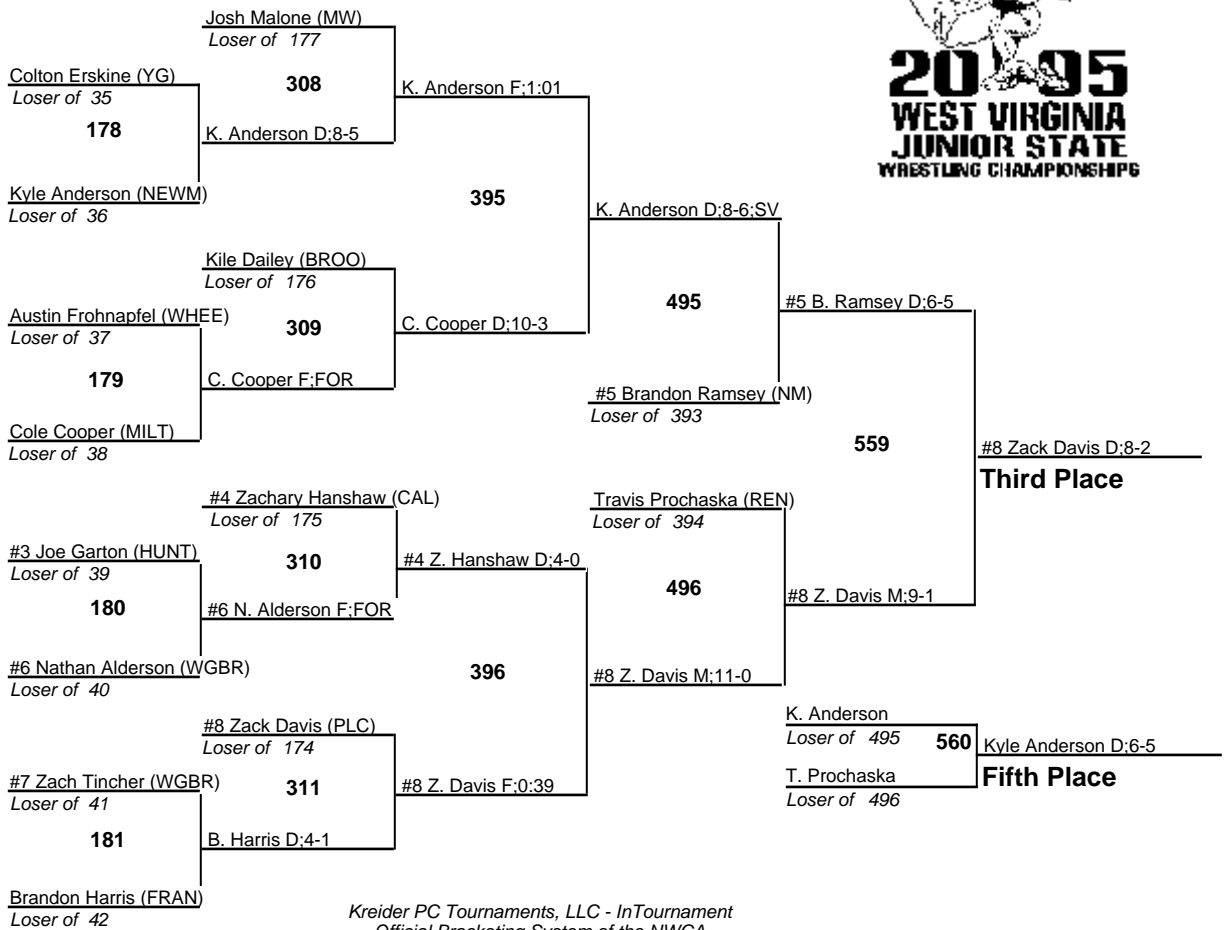 Josh Malone (MW)
Loser of 177
308
Colton Erskine (YG)
Loser of 35
178
K. Anderson D;8-5
Kyle Anderson (NEWM)
Loser of 36
K. Anderson F;1:01
395
Kile Dailey (BROO)
Loser of 176
309
Austin Frohnapfel (WHEE)
Loser of 37
179
C. Cooper F;FOR
Cole Cooper (MILT)
Loser of 38
C. Cooper D;10-3
K. Anderson D;8-6;SV
495
#5 Brandon Ramsey (NM)
Loser of 393
#5 B. Ramsey D;6-5
559
#8 Zack Davis D;8-2
Third Place
#4 Zachary Hanshaw (CAL)
Loser of 175
310
#3 Joe Garton (HUNT)
Loser of 39
180
#6 N. Alderson F;FOR
#6 Nathan Alderson (WGBR)
Loser of 40
#4 Z. Hanshaw D;4-0
396
#8 Zack Davis (PLC)
Loser of 174
311
#7 Zach Tincher (WGBR)
Loser of 41
181
B. Harris D;4-1
Brandon Harris (FRAN)
Loser of 42
#8 Z. Davis F;0:39
Travis Prochaska (REN)
Loser of 394
496
#8 Z. Davis M;11-0
#8 Z. Davis M;9-1
K. Anderson
Loser of 495
560
T. Prochaska
Loser of 496
Kyle Anderson D;6-5
Fifth Place
20 95
WEST VIRGINIA
JUNIOR STATE
WRESTLING CHAMPIONSHIPS
Kreider PC Tournaments, LLC - InTournament
Official Bracketing System of the NWCA